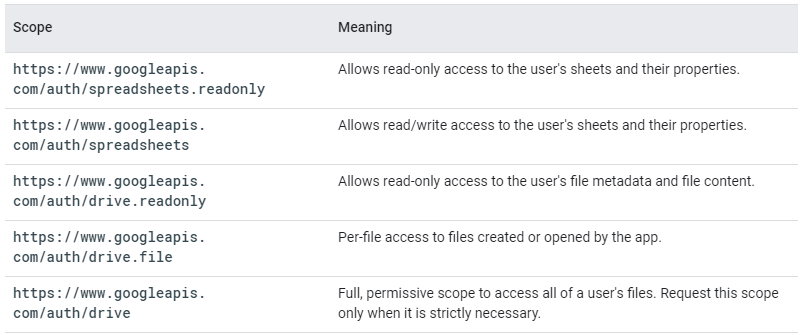 Scope Meaning
https://www.googleapis.
com/auth/spreadsheets.readonly
Allows read-only access to the user's sheets and their properties.
https://www.googleapis.
com/auth/spreadsheets
Allows read/write access to the user's sheets and their properties.
https://www.googleapis.
com/auth/drive.readonly
Allows read-only access to the user's file metadata and file content.
https://www.googleapis.
com/auth/drive.file
Per-file access to files created or opened by the app.
https://www.googleapis.
com/auth/drive
Full, permissive scope to access all of a user's files. Request this scope
only when it is strictly necessary.